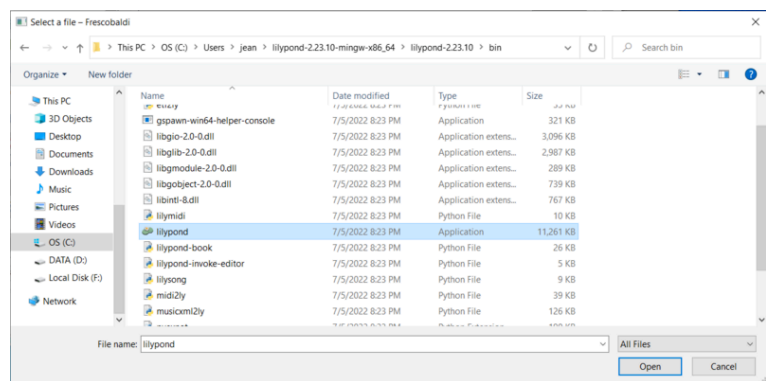 Select a file – Frescobaldi
This PC > OS (C:) > Users > jean > lilypond-2.23.10-mingw-x86_64 > lilypond-2.23.10 > bin
Search bin
Organize New folder
This PC
3D Objects
Desktop
Documents
Downloads
Music
Pictures
Videos
OS (C:)
DATA (D:)
Local Disk (F:)
Network
Name Date modified Type Size
gspawn-win64-helper-console 7/5/2022 8:23 PM Application 321 KB
libgio-2.0-0.dll 7/5/2022 8:23 PM Application extens... 3,096 KB
libglib-2.0-0.dll 7/5/2022 8:23 PM Application extens... 2,987 KB
libgmodule-2.0-0.dll 7/5/2022 8:23 PM Application extens... 289 KB
libgobject-2.0-0.dll 7/5/2022 8:23 PM Application extens... 739 KB
libintl-8.dll 7/5/2022 8:23 PM Application extens... 767 KB
lilymidi 7/5/2022 8:23 PM Python File 10 KB
lilypond 7/5/2022 8:23 PM Application 11,261 KB
lilypond-book 7/5/2022 8:23 PM Python File 26 KB
lilypond-invoke-editor 7/5/2022 8:23 PM Python File 5 KB
lilysong 7/5/2022 8:23 PM Python File 9 KB
midi2ly 7/5/2022 8:23 PM Python File 39 KB
musicxml2ly 7/5/2022 8:23 PM Python File 126 KB
File name: lilypond All Files
Open Cancel